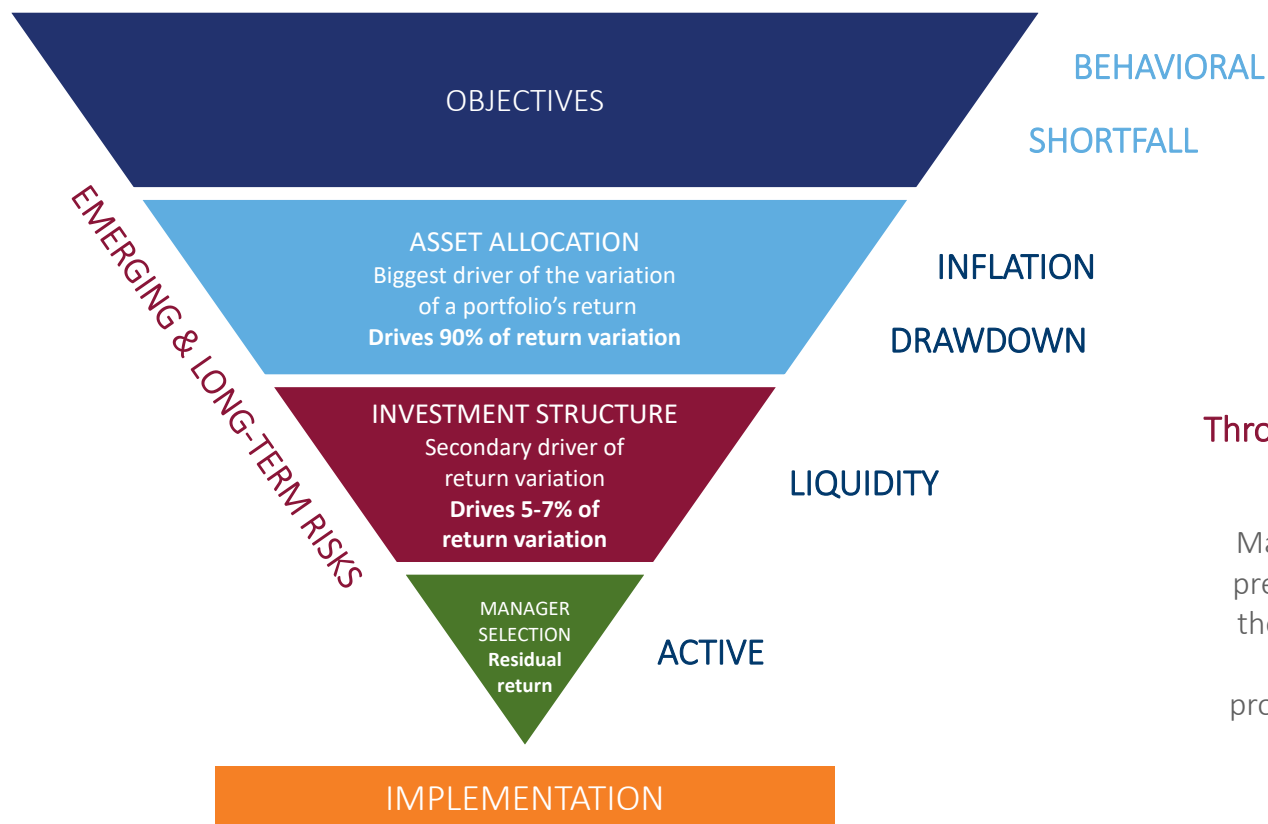 OBJECTIVES
BEHAVIORAL
SHORTFALL
EMERGING & LONG-TERM RISKS
ASSET ALLOCATION
Biggest driver of the variation
of a portfolio's return
Drives 90% of return variation
INFLATION
DRAWDOWN
INVESTMENT STRUCTURE
Secondary driver of
return variation
Drives 5-7% of
return variation
LIQUIDITY
MANAGER
SELECTION
Residual
return
ACTIVE
IMPLEMENTATION